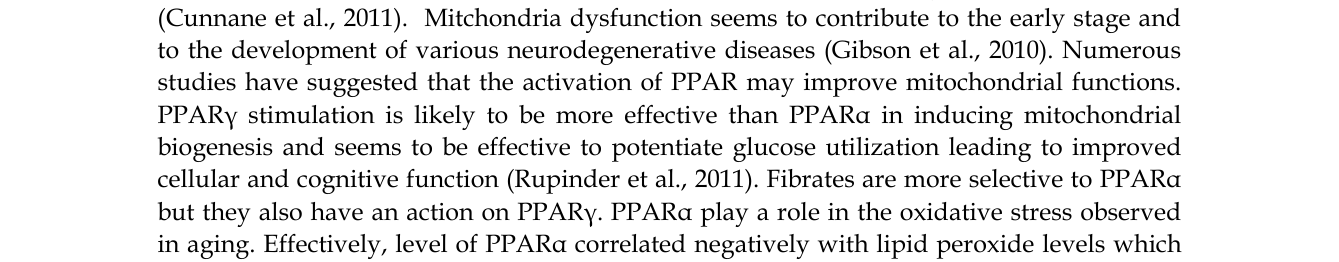 (Cunnane et al., 2011).  Mitchondria dysfunction seems to contribute to the early stage and
to the development of various neurodegenerative diseases (Gibson et al., 2010). Numerous
studies have suggested that the activation of PPAR may improve mitochondrial functions.
PPARγ stimulation is likely to be more effective than PPARα in inducing mitochondrial
biogenesis and seems to be effective to potentiate glucose utilization leading to improved
cellular and cognitive function (Rupinder et al., 2011). Fibrates are more selective to PPARα
but they also have an action on PPARγ. PPARα play a role in the oxidative stress observed
in aging. Effectively, level of PPARα correlated negatively with lipid peroxide levels which